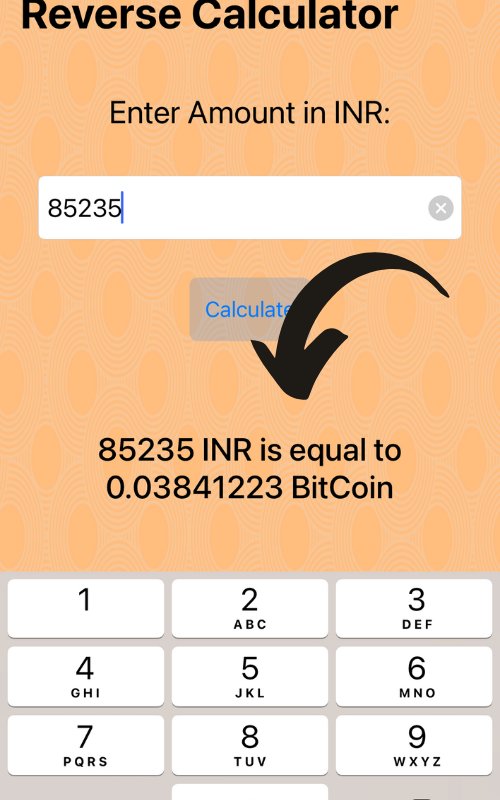 Reverse Calculator
Enter Amount in INR:
85235
Calculate
85235 INR is equal to
0.03841223 BitCoin
1
2
ABC
3
DEF
4
GHI
5
JKL
6
MNO
7
PQRS
8
TUV
9
WXYZ